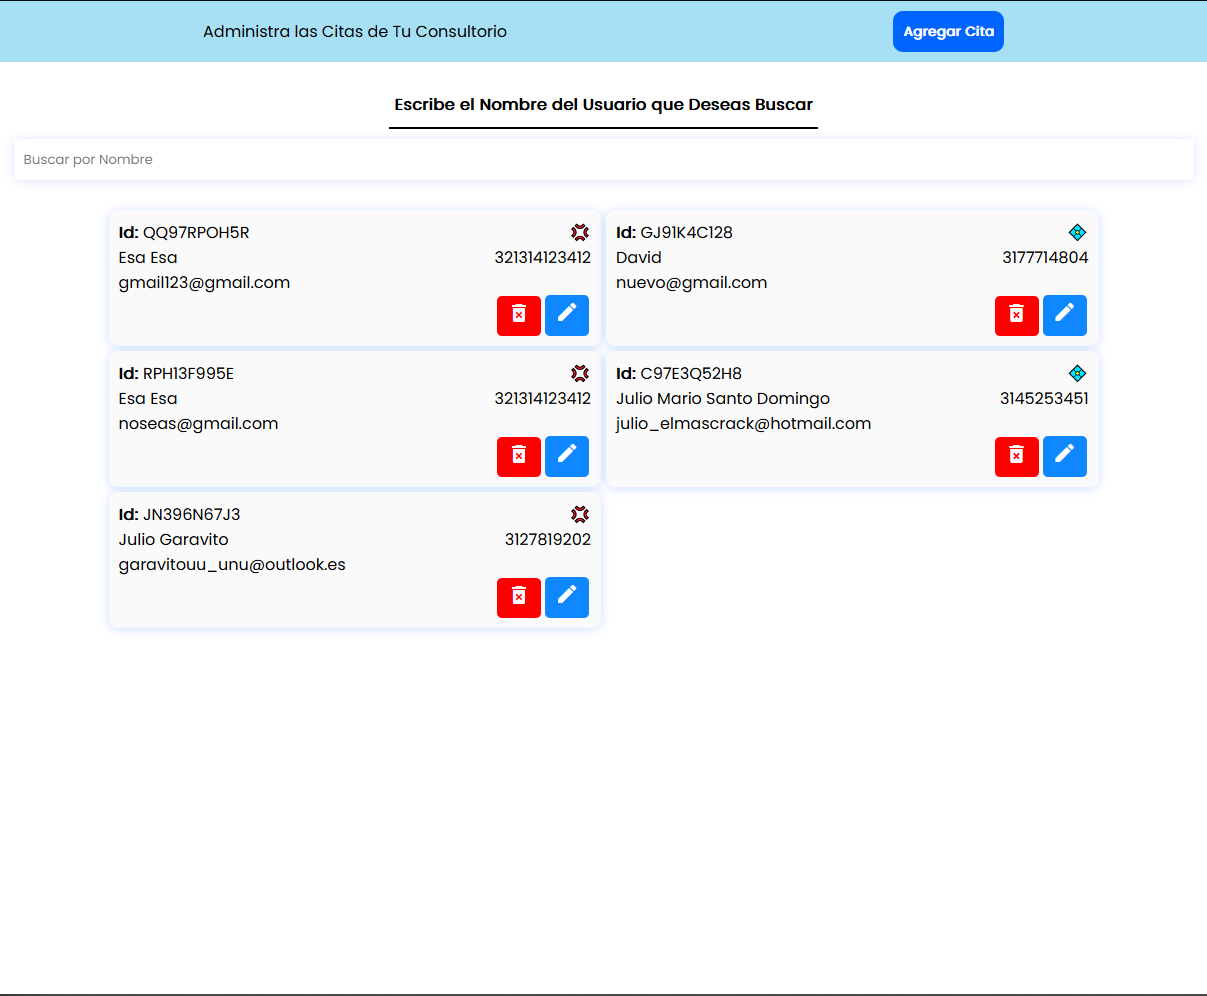 Administra las Citas de Tu Consultorio
Agregar Cita
Escribe el Nombre del Usuario que Deseas Buscar
Buscar por Nombre
Id: QQ97RPOH5R
Esa Esa 321314123412
gmail123@gmail.com
Id: GJ91K4C128
David 3177714804
nuevo@gmail.com
Id: RPH13F995E
Esa Esa 321314123412
noseas@gmail.com
Id: C97E3Q52H8
Julio Mario Santo Domingo 3145253451
julio_elmascrack@hotmail.com
Id: JN396N67J3
Julio Garavito 3127819202
garavitouu_unu@outlook.es